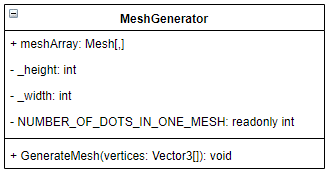 MeshGenerator
+ meshArray: Mesh[,]
- _height: int
- _width: int
- NUMBER_OF_DOTS_IN_ONE_MESH: readonly int
+ GenerateMesh(vertices: Vector3[]): void